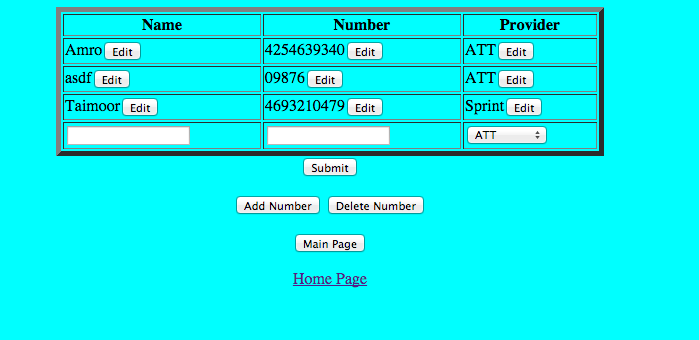 Name Number Provider
Amro Edit 4254639340 Edit ATT Edit
asdf Edit 09876 Edit ATT Edit
Taimoor Edit 4693210479 Edit Sprint Edit
ATT
Submit
Add Number Delete Number
Main Page
Home Page